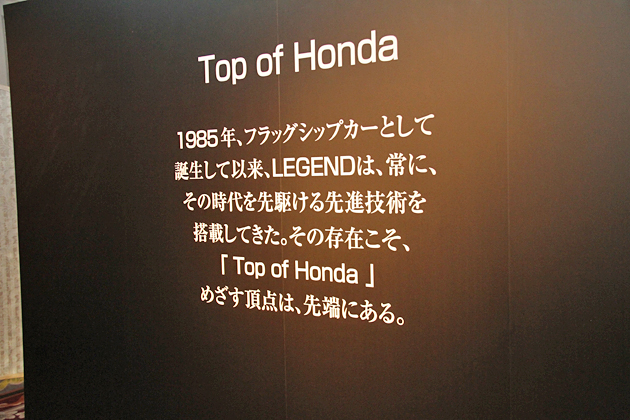 Top of Honda
1985年、フラッグシップカーとして
誕生して以来、LEGENDは、常に、
その時代を先駆ける先進技術を
搭載してきた。その存在こそ、
「Top of Honda」
めざす頂点は、先端にある。